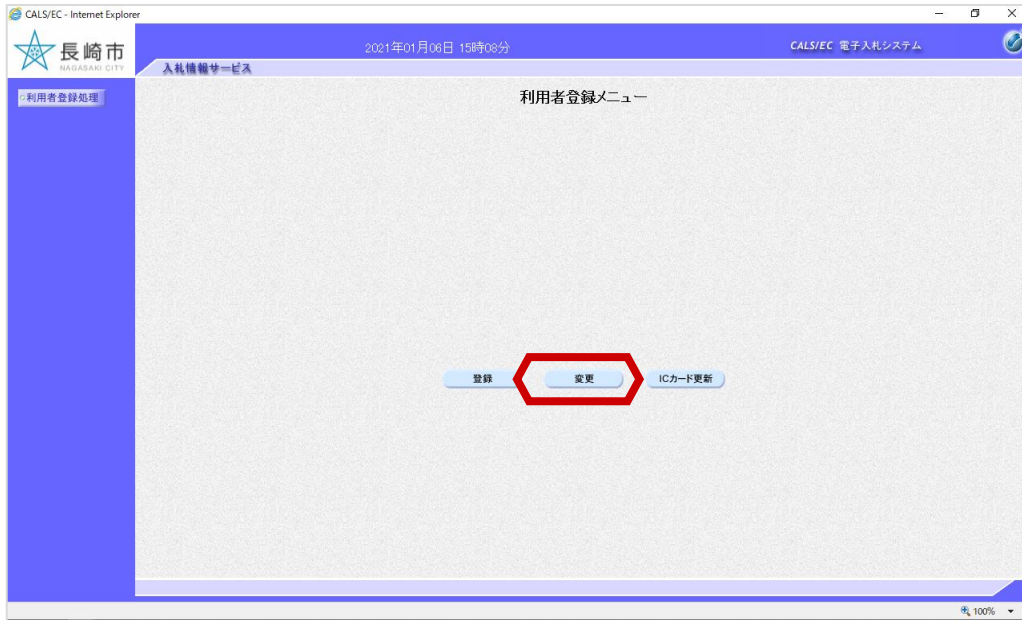 CALS/EC - Internet Explorer
長崎市
NAGASAKI CITY
2021年01月06日 15時08分
CALS/EC 電子入札システム
入札情報サービス
利用者登録処理
利用者登録メニュー
登録
変更
ICカード更新
100%